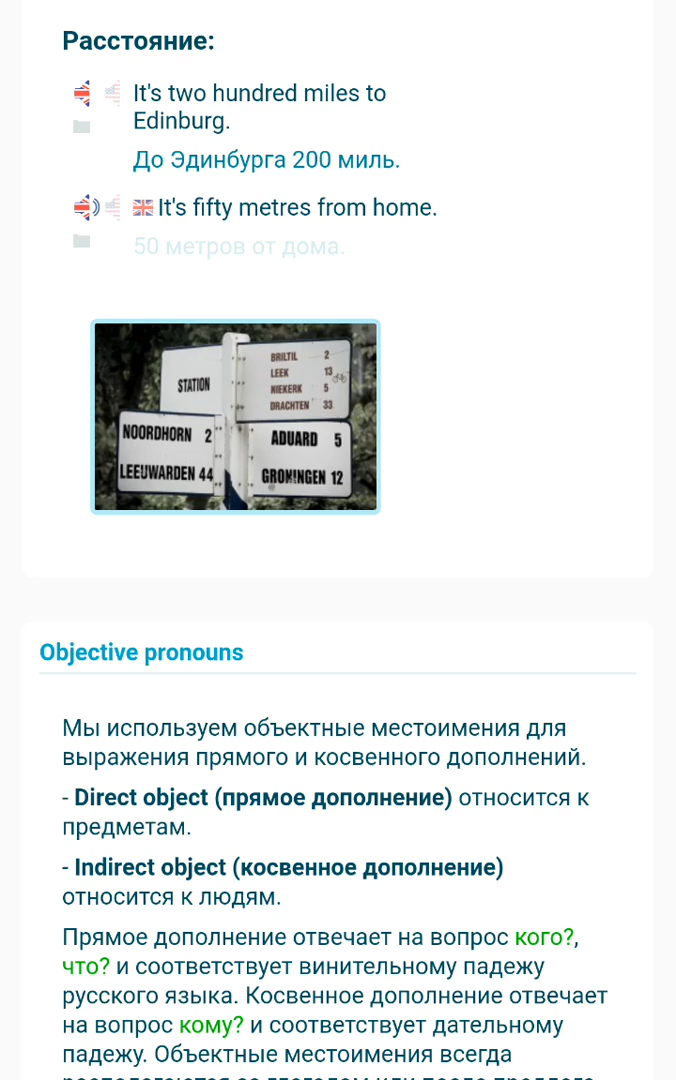 Расстояние:
It's two hundred miles to
Edinburg.
До Эдинбурга 200 миль.
It's fifty metres from home.
50 метров от дома.
STATION
BRILTIL 2
LEEK 13
NIEKERK 5
DRACHTEN 33
NOORDHORN 2
LEEUWARDEN 44
ADUARD 5
GRONINGEN 12
Objective pronouns
Мы используем объектные местоимения для
выражения прямого и косвенного дополнений.
- Direct object (прямое дополнение) относится к
предметам.
- Indirect object (косвенное дополнение)
относится к людям.
Прямое дополнение отвечает на вопрос кого?,
что? и соответствует винительному падежу
русского языка. Косвенное дополнение отвечает
на вопрос кому? и соответствует дательному
падежу. Объектные местоимения всегда